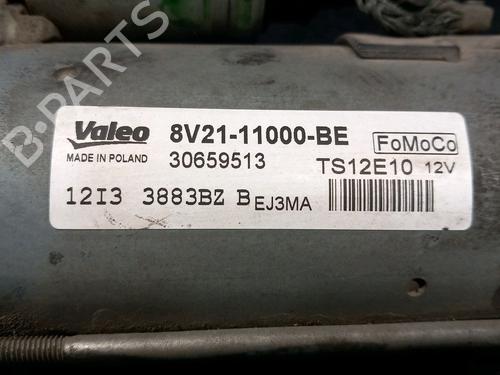 Valeo 8V21-11000-BE FoMoCo
MADE IN POLAND 30659513 TS12E10 12V
12I3 3883BZ B EJ3MA
B-PARTS